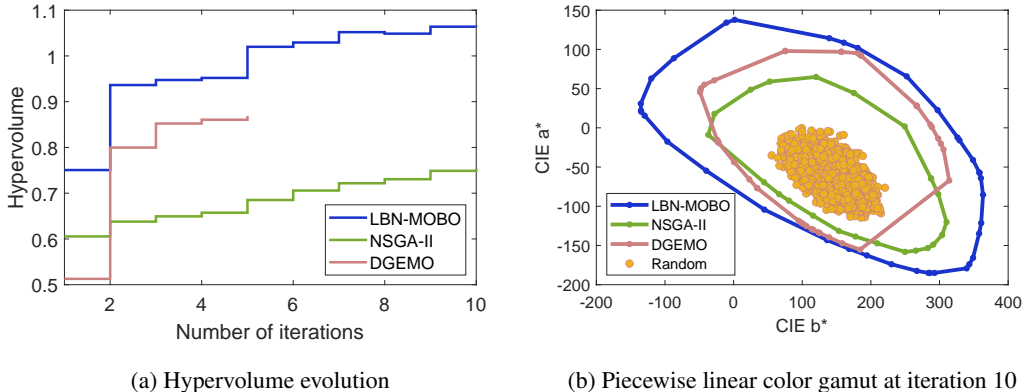 1.1
1
0.9
0.8
0.7
0.6
0.5
Hypervolume
2 4 6 8 10
Number of iterations
LBN-MOBO
NSGA-II
DGEMO
(a) Hypervolume evolution
150
100
50
0
-50
-100
-150
-200
CIE a*
-200 -100 0 100 200 300 400
CIE b*
LBN-MOBO
NSGA-II
DGEMO
Random
(b) Piecewise linear color gamut at iteration 10